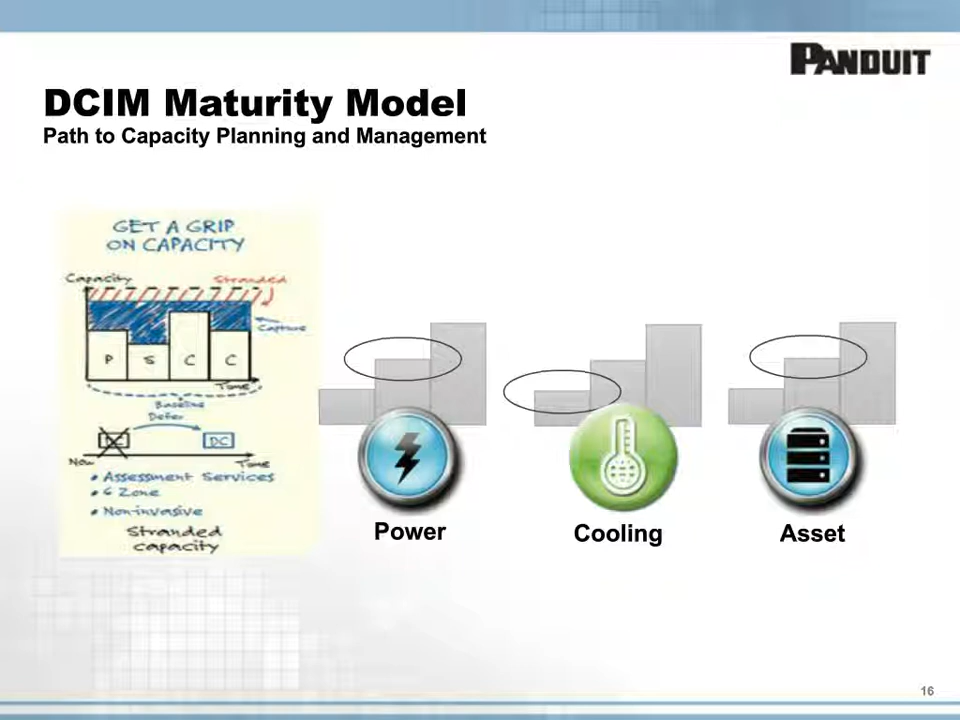 PANDUIT
DCIM Maturity Model
Path to Capacity Planning and Management
GET A GRIP
ON CAPACITY
Capacity
Stranded
Capture
P
S
C
C
Time
Baseline
Defer
DC
DC
Now
Time
• Assessment Services
• 6 Zone
• Non-invasive
Stranded
capacity
Power
Cooling
Asset
16